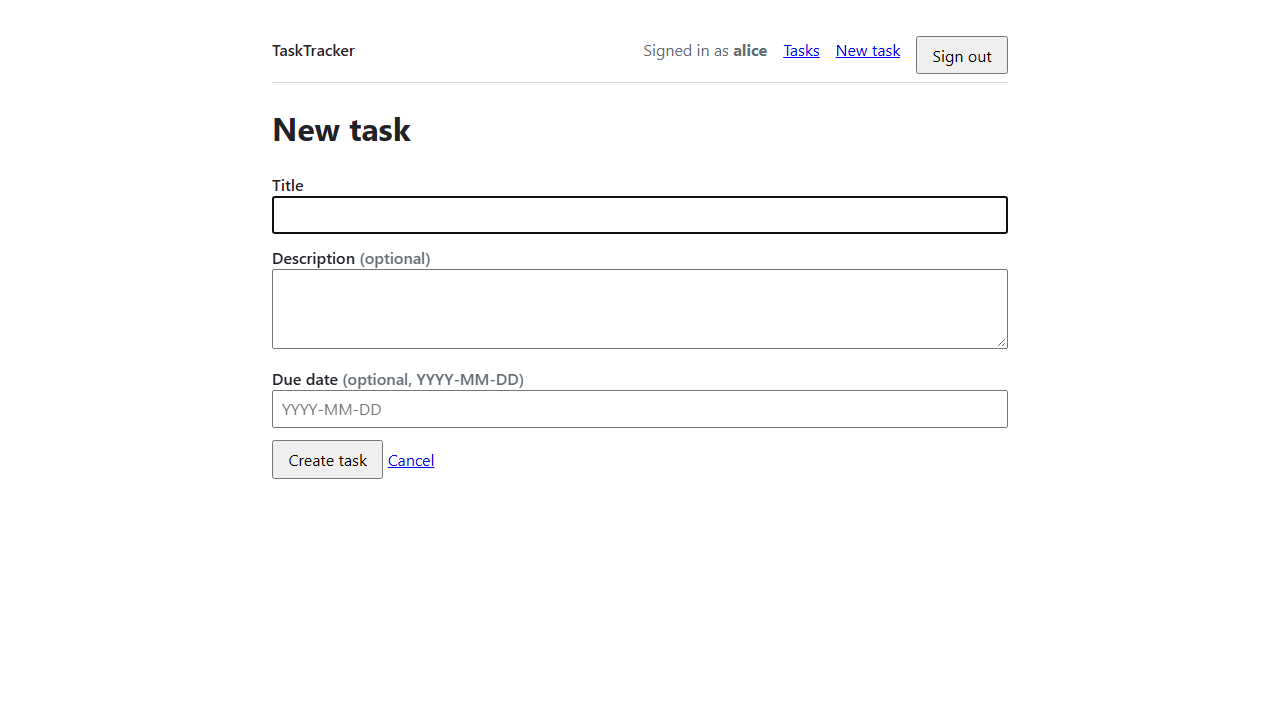 TaskTracker Signed in as alice Tasks New task Sign out
New task
Title
Description (optional)
Due date (optional, YYYY-MM-DD)
YYYY-MM-DD
Create task Cancel